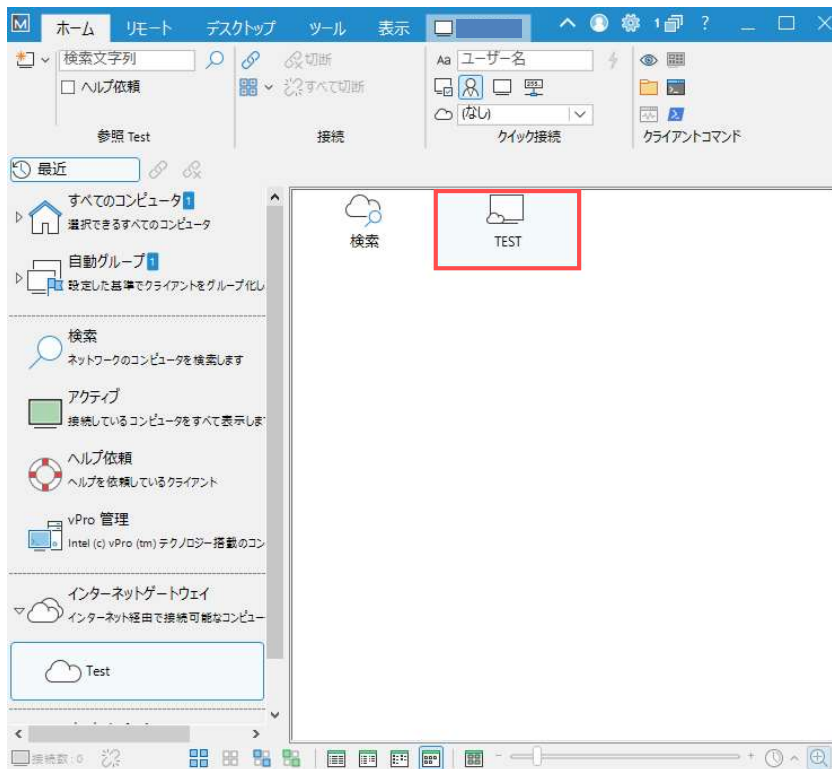 M
ホーム リモート デスクトップ ツール 表示
1
?
検索文字列
切断
Aa ユーザー名
ヘルプ依頼
すべて切断
(なし)
参照 Test
接続
クイック接続
クライアントコマンド
最近
すべてのコンピュータ 1
選択できるすべてのコンピュータ
自動グループ 1
設定した基準でクライアントをグループ化し
検索
ネットワークのコンピュータを検索します
アクティブ
接続しているコンピュータをすべて表示しま
ヘルプ依頼
ヘルプを依頼しているクライアント
vPro 管理
Intel (c) vPro (tm) テクノロジー搭載のコン
インターネットゲートウェイ
インターネット経由で接続可能なコンピュー
Test
検索
TEST
接続数: 0